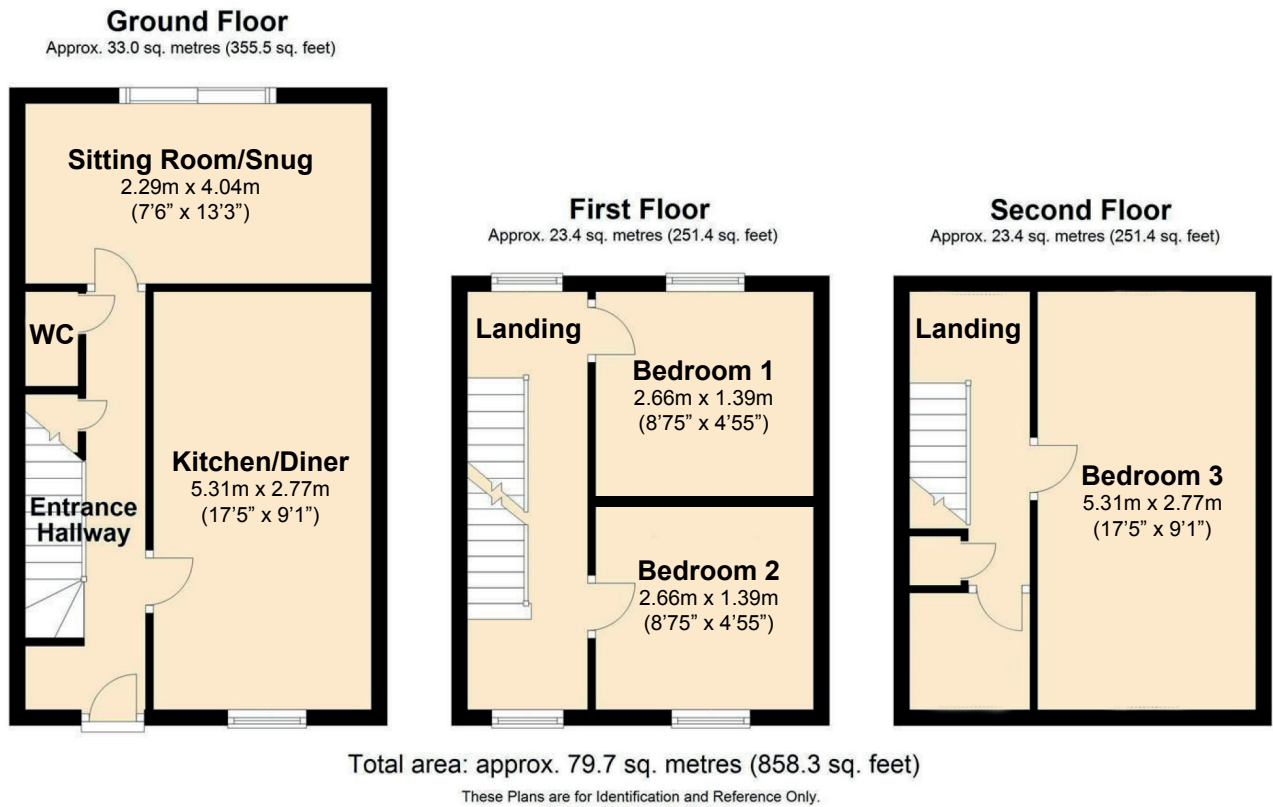 Ground Floor
Approx. 33.0 sq. metres (355.5 sq. feet)
Sitting Room/Snug
2.29m x 4.04m
(7'6” x 13'3”)
WC
Kitchen/Diner
5.31m x 2.77m
(17'5” x 9'1”)
Entrance
Hallway
First Floor
Approx. 23.4 sq. metres (251.4 sq. feet)
Landing
Bedroom 1
2.66m x 1.39m
(8'75” x 4'55”)
Bedroom 2
2.66m x 1.39m
(8'75” x 4'55”)
Second Floor
Approx. 23.4 sq. metres (251.4 sq. feet)
Landing
Bedroom 3
5.31m x 2.77m
(17'5” x 9'1”)
Total area: approx. 79.7 sq. metres (858.3 sq. feet)
These Plans are for Identification and Reference Only.